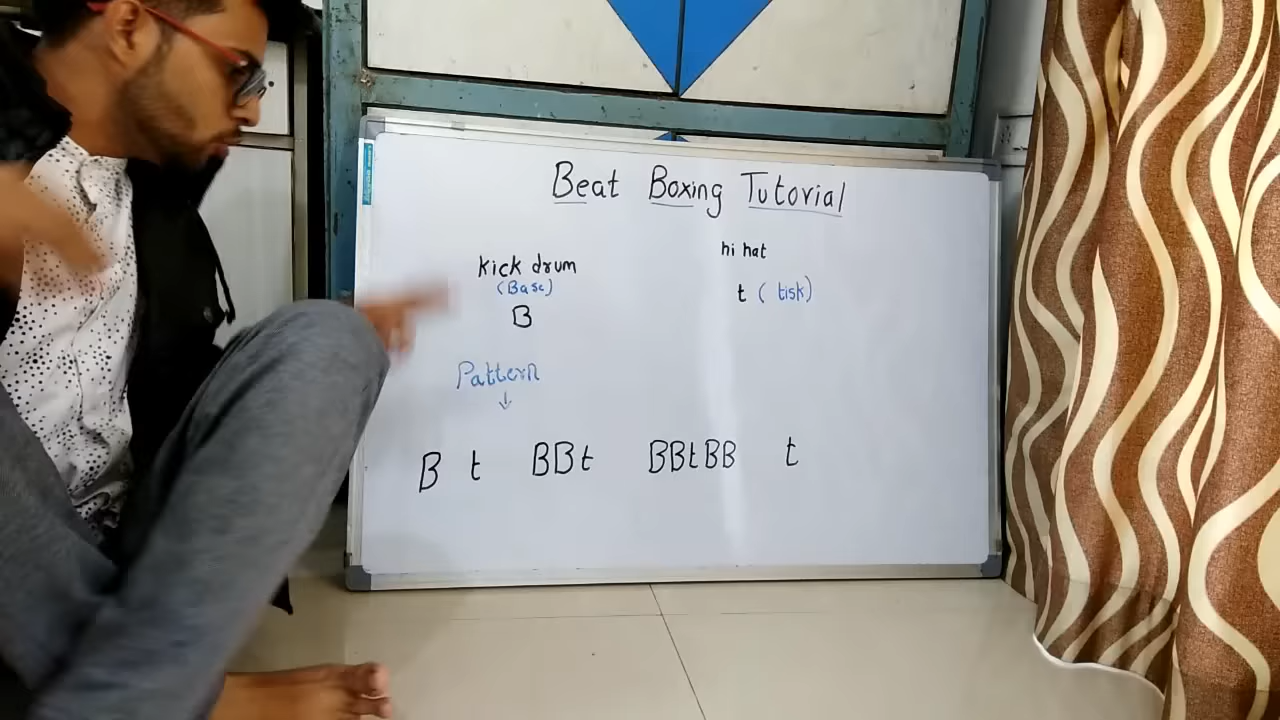 Beat Boxing Tutorial
kick drum
(Base)
B
hi hat
t ( tisk)
Pattern
↓
B t BBt BBtBB t